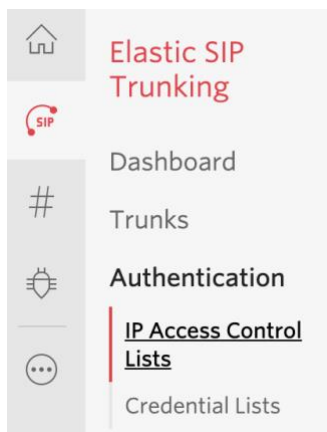 Elastic SIP
Trunking
SIP
Dashboard
#
Trunks
Authentication
IP Access Control
Lists
Credential Lists